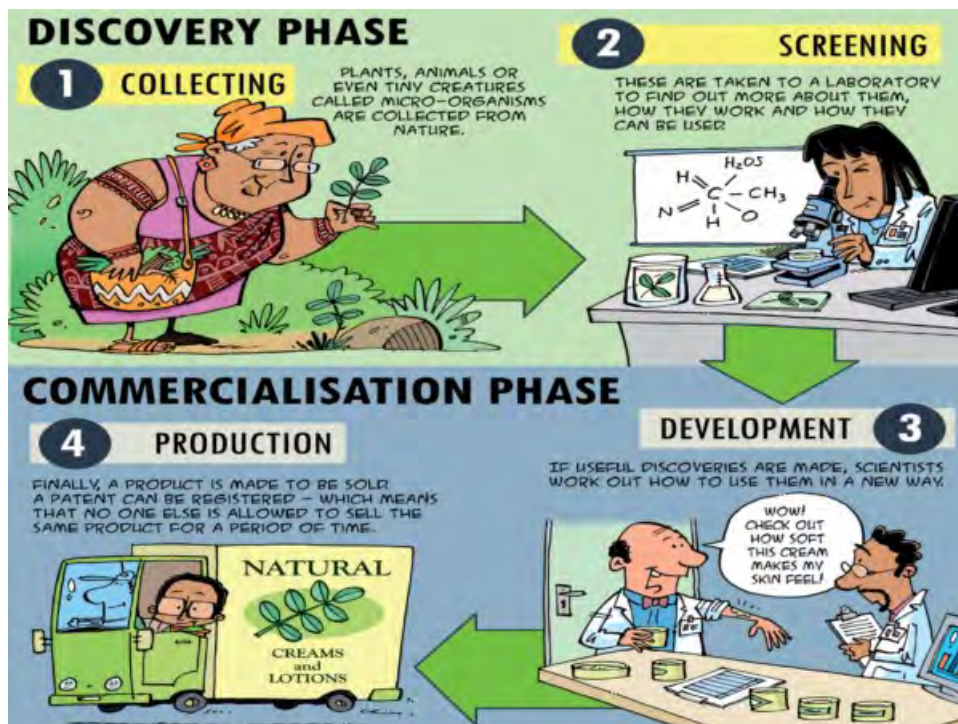 DISCOVERY PHASE
1 COLLECTING
PLANTS, ANIMALS OR
EVEN TINY CREATURES
CALLED MICRO-ORGANISMS
ARE COLLECTED FROM
NATURE.
2 SCREENING
THESE ARE TAKEN TO A LABORATORY
TO FIND OUT MORE ABOUT THEM,
HOW THEY WORK AND HOW THEY
CAN BE USED.
H2OS
H
C - CH3
N
O
H
COMMERCIALISATION PHASE
DEVELOPMENT 3
IF USEFUL DISCOVERIES ARE MADE, SCIENTISTS
WORK OUT HOW TO USE THEM IN A NEW WAY.
WOW!
CHECK OUT
HOW SOFT
THIS CREAM
MAKES MY
SKIN FEEL!
4 PRODUCTION
FINALLY, A PRODUCT IS MADE TO BE SOLD.
A PATENT CAN BE REGISTERED – WHICH MEANS
THAT NO ONE ELSE IS ALLOWED TO SELL THE
SAME PRODUCT FOR A PERIOD OF TIME.
NATURAL
CREAMS
and
LOTIONS